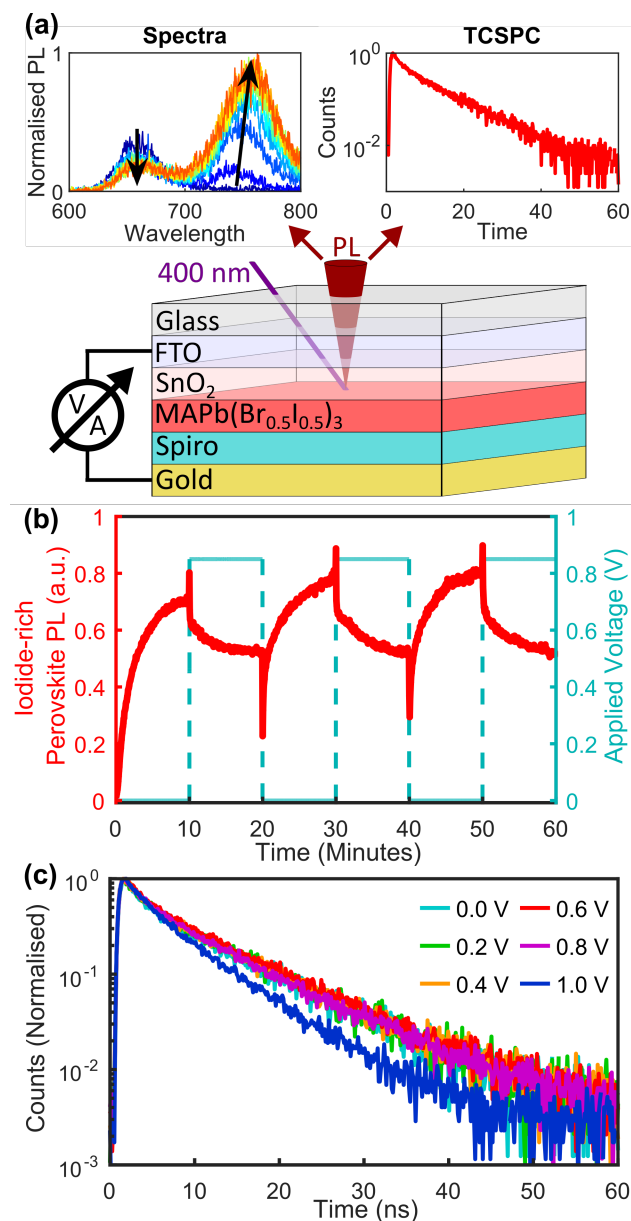 (a)
Spectra
TCSPC
Normalised PL
1
0
600
700
800
Wavelength
Counts
10⁰
10⁻²
0
20
40
60
Time
PL
400 nm
Glass
FTO
SnO₂
MAPb(Br₀.₅I₀.₅)₃
Spiro
Gold
V
A
(b)
Iodide-rich
Perovskite PL (a.u.)
1
0.8
0.6
0.4
0.2
0
1
0.8
0.6
0.4
0.2
0
Applied Voltage (V)
0
10
20
30
40
50
60
Time (Minutes)
(c)
Counts (Normalised)
10⁰
10⁻¹
10⁻²
10⁻³
0.0 V
0.6 V
0.2 V
0.8 V
0.4 V
1.0 V
0
10
20
30
40
50
60
Time (ns)